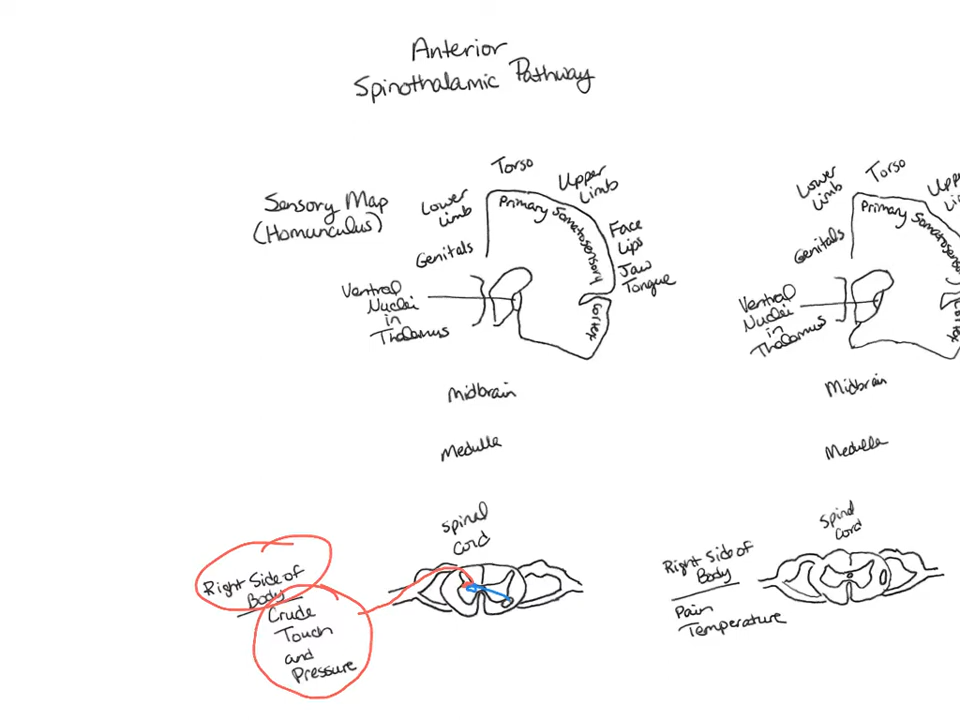 Anterior
Spinothalamic Pathway
Sensory Map
(Homunculus)
Lower
Limb
Torso
Upper
Limb
Genitals
Face
Lips
Jaw
Tongue
Primary Somatosensory
Cortex
Ventral
Nuclei
in
Thalamus
Midbrain
Medulla
Spinal
Cord
Right Side of
Body
Crude
Touch
and
Pressure
Lower
Limb
Torso
Genitals
Primary Somatosensory
Cortex
Ventral
Nuclei
in
Thalamus
Midbrain
Medulla
Spinal
Cord
Right Side of
Body
Pain
Temperature